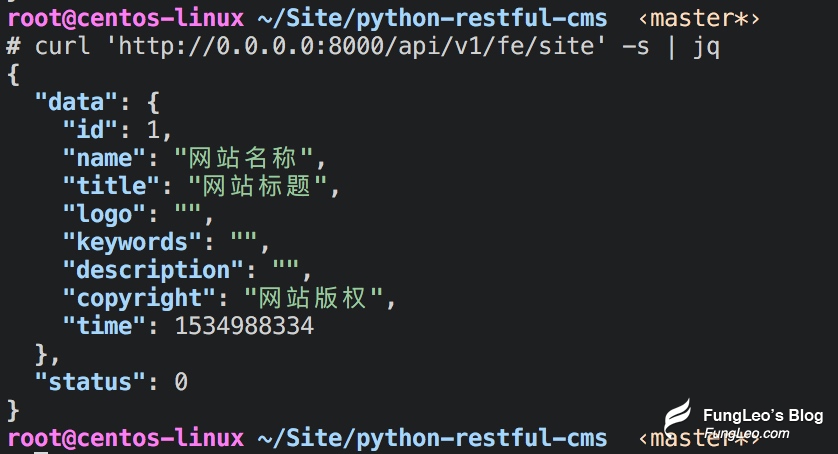 }
root@centos-linux ~/Site/python-restful-cms ‹master*›
# curl 'http://0.0.0.0:8000/api/v1/fe/site' -s | jq
{
  "data": {
    "id": 1,
    "name": "网站名称",
    "title": "网站标题",
    "logo": "",
    "keywords": "",
    "description": "",
    "copyright": "网站版权",
    "time": 1534988334
  },
  "status": 0
}
FungLeo's Blog
root@centos-linux ~/Site/python-restful-cms ‹master*›
FungLeo.com